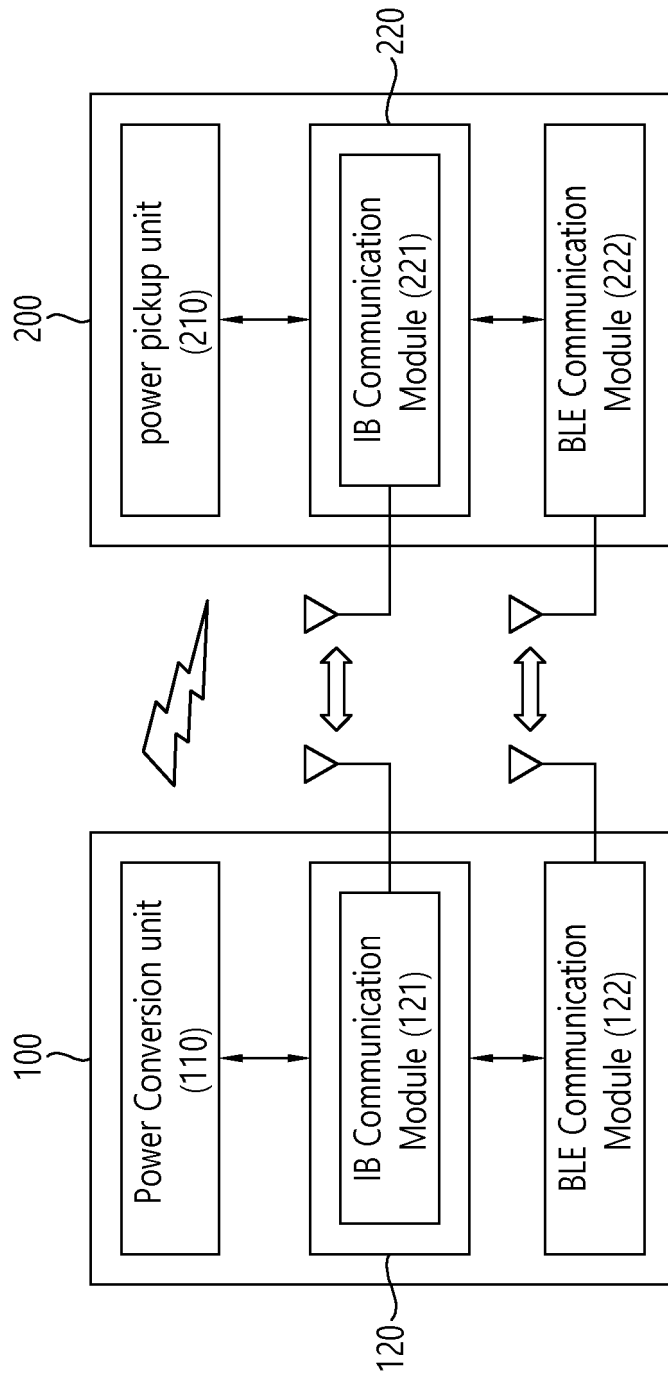 100
Power Conversion unit
(110)
IB Communication
Module (121)
120
BLE Communication
Module (122)
200
power pickup unit
(210)
IB Communication
Module (221)
220
BLE Communication
Module (222)